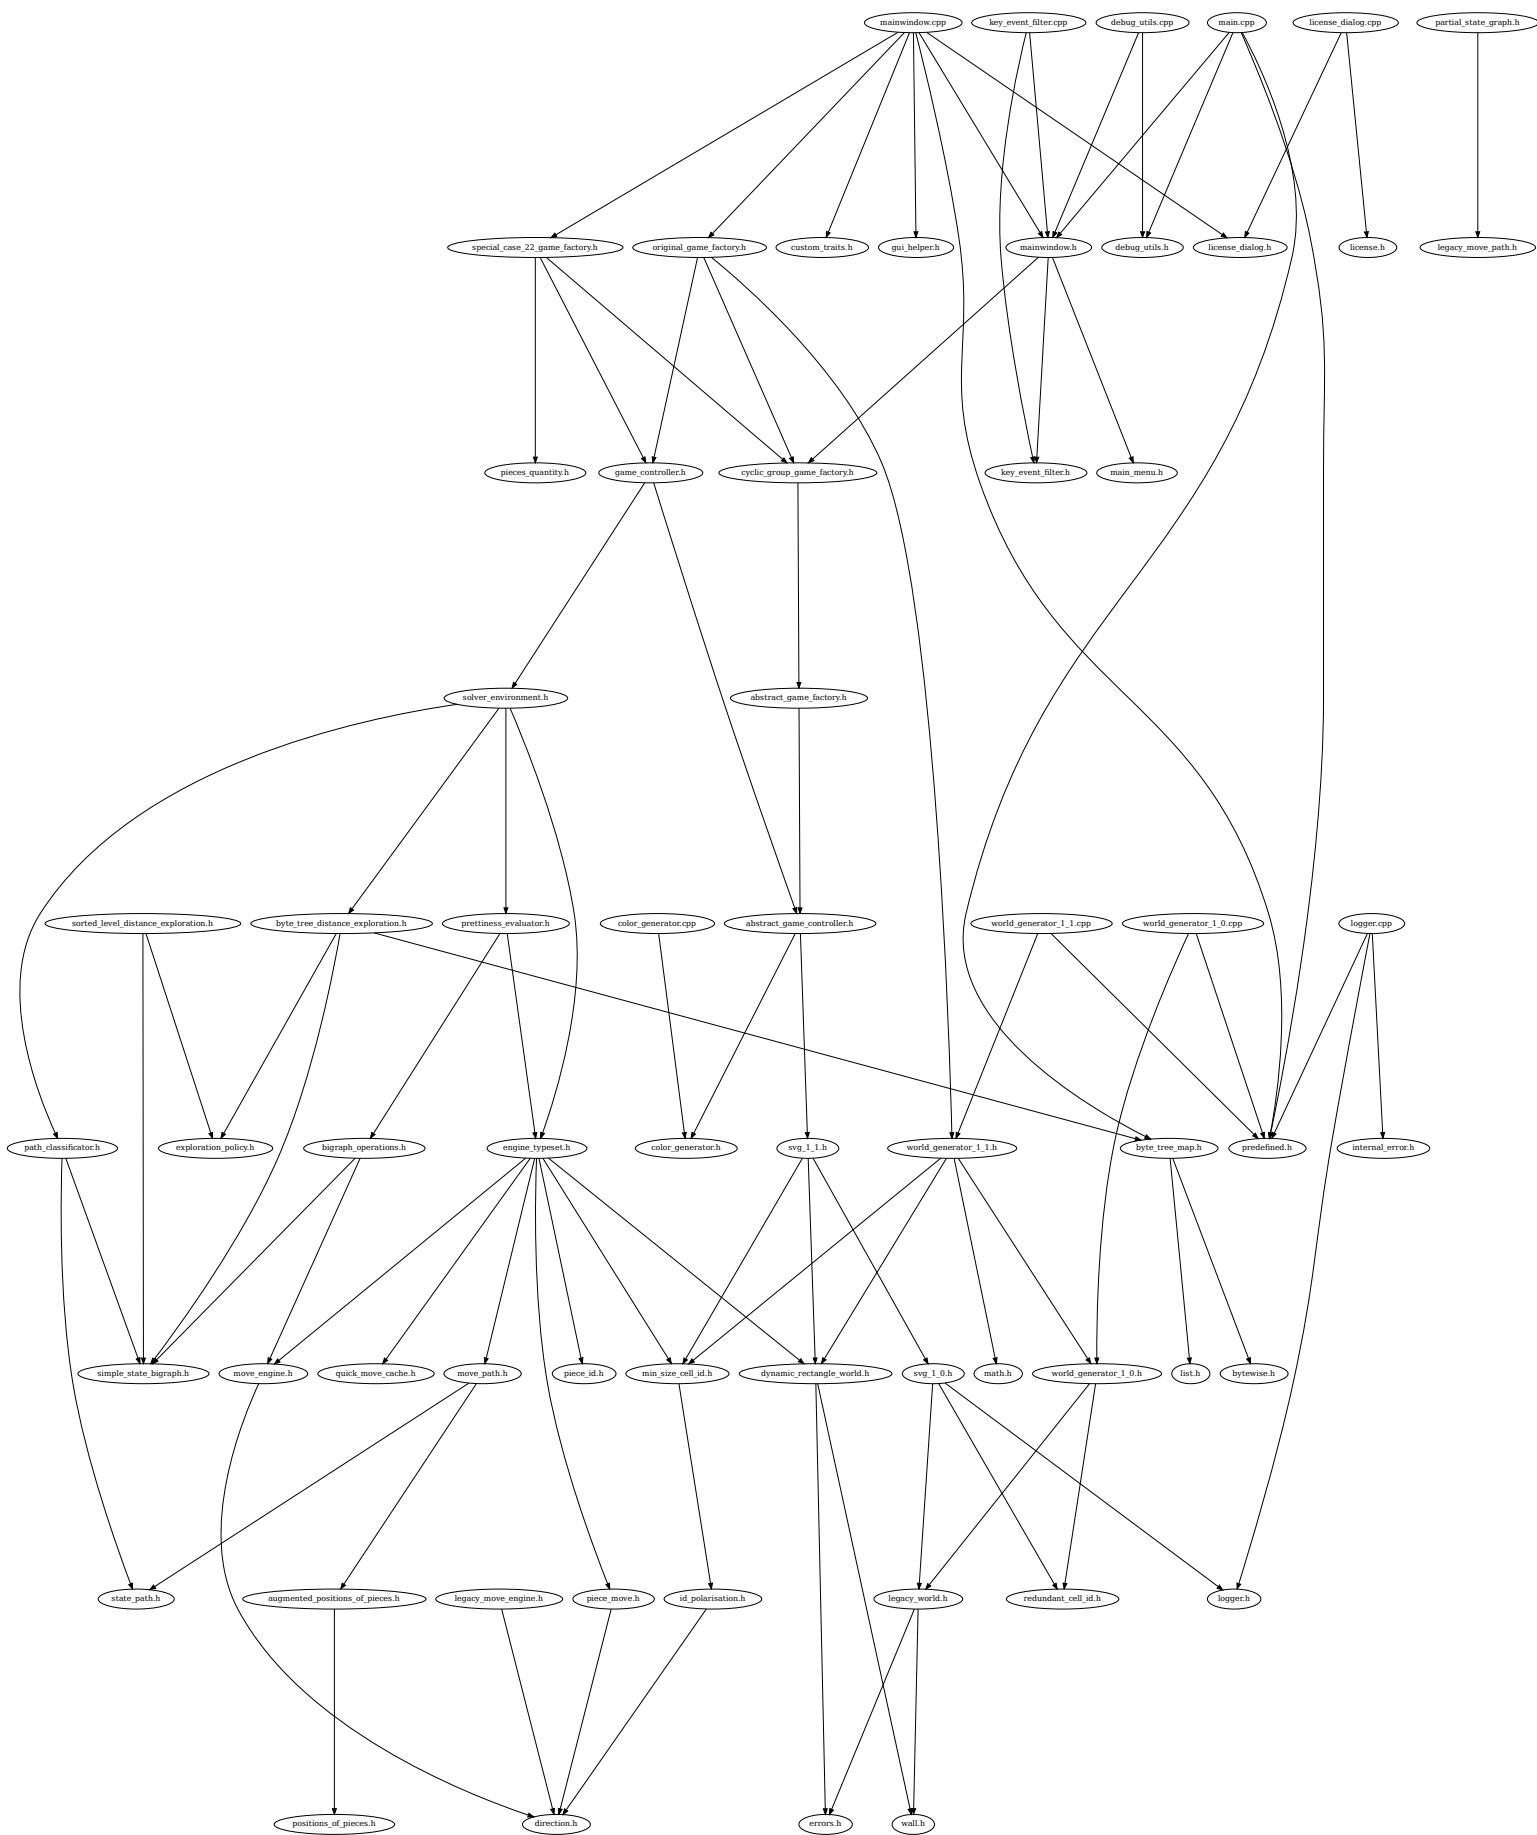 mainwindow.cpp
key_event_filter.cpp
debug_utils.cpp
main.cpp
license_dialog.cpp
partial_state_graph.h
special_case_22_game_factory.h
original_game_factory.h
custom_traits.h
gui_helper.h
mainwindow.h
debug_utils.h
license_dialog.h
license.h
legacy_move_path.h
pieces_quantity.h
game_controller.h
cyclic_group_game_factory.h
key_event_filter.h
main_menu.h
solver_environment.h
abstract_game_factory.h
sorted_level_distance_exploration.h
byte_tree_distance_exploration.h
prettiness_evaluator.h
color_generator.cpp
abstract_game_controller.h
world_generator_1_1.cpp
world_generator_1_0.cpp
logger.cpp
path_classificator.h
exploration_policy.h
bigraph_operations.h
engine_typeset.h
color_generator.h
svg_1_1.h
world_generator_1_1.h
byte_tree_map.h
predefined.h
internal_error.h
simple_state_bigraph.h
move_engine.h
quick_move_cache.h
move_path.h
piece_id.h
min_size_cell_id.h
dynamic_rectangle_world.h
svg_1_0.h
math.h
world_generator_1_0.h
list.h
bytewise.h
state_path.h
augmented_positions_of_pieces.h
legacy_move_engine.h
piece_move.h
id_polarisation.h
legacy_world.h
redundant_cell_id.h
logger.h
positions_of_pieces.h
direction.h
errors.h
wall.h